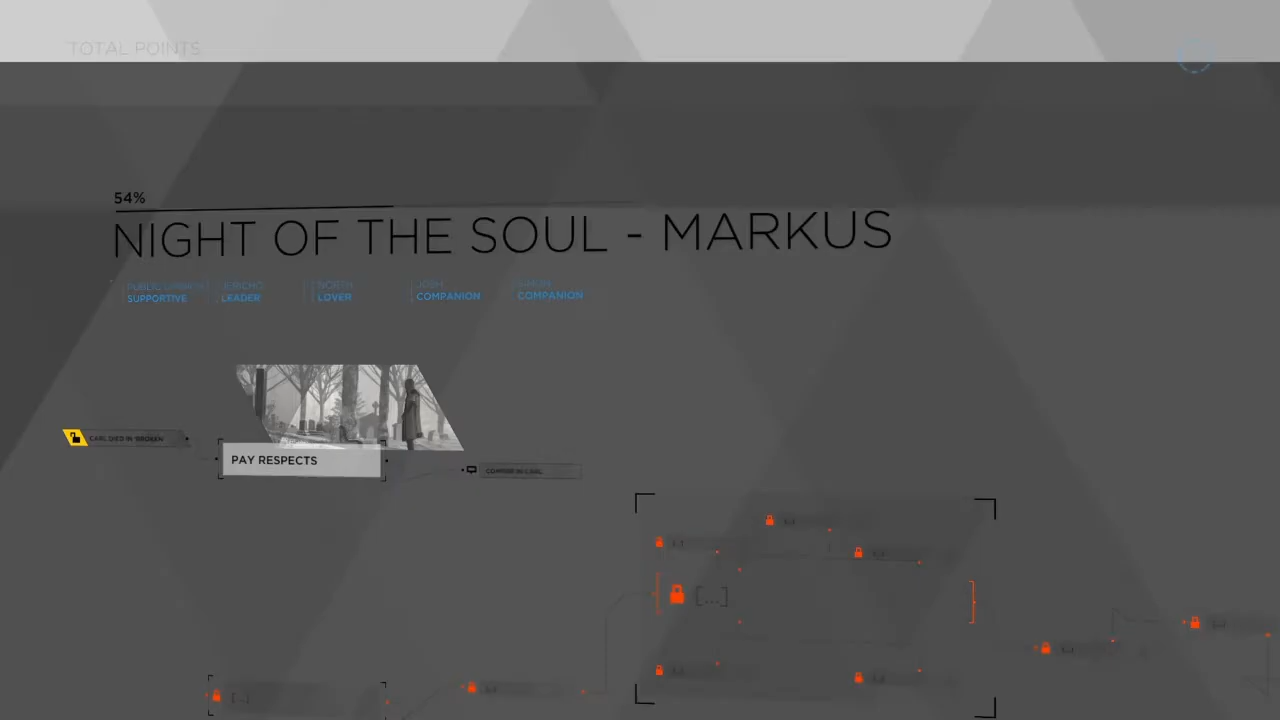 TOTAL POINTS
54%
NIGHT OF THE SOUL - MARKUS
PUBLIC OPINION JERICHO NORTH JOSH SIMON
SUPPORTIVE LEADER LOVER COMPANION COMPANION
CARL DIED IN 'BROKEN'
PAY RESPECTS
CONFIDE IN CARL
[...]
[...]
[...]
[...]
[...]
[...]
[...]
[...]
[...]
[...]